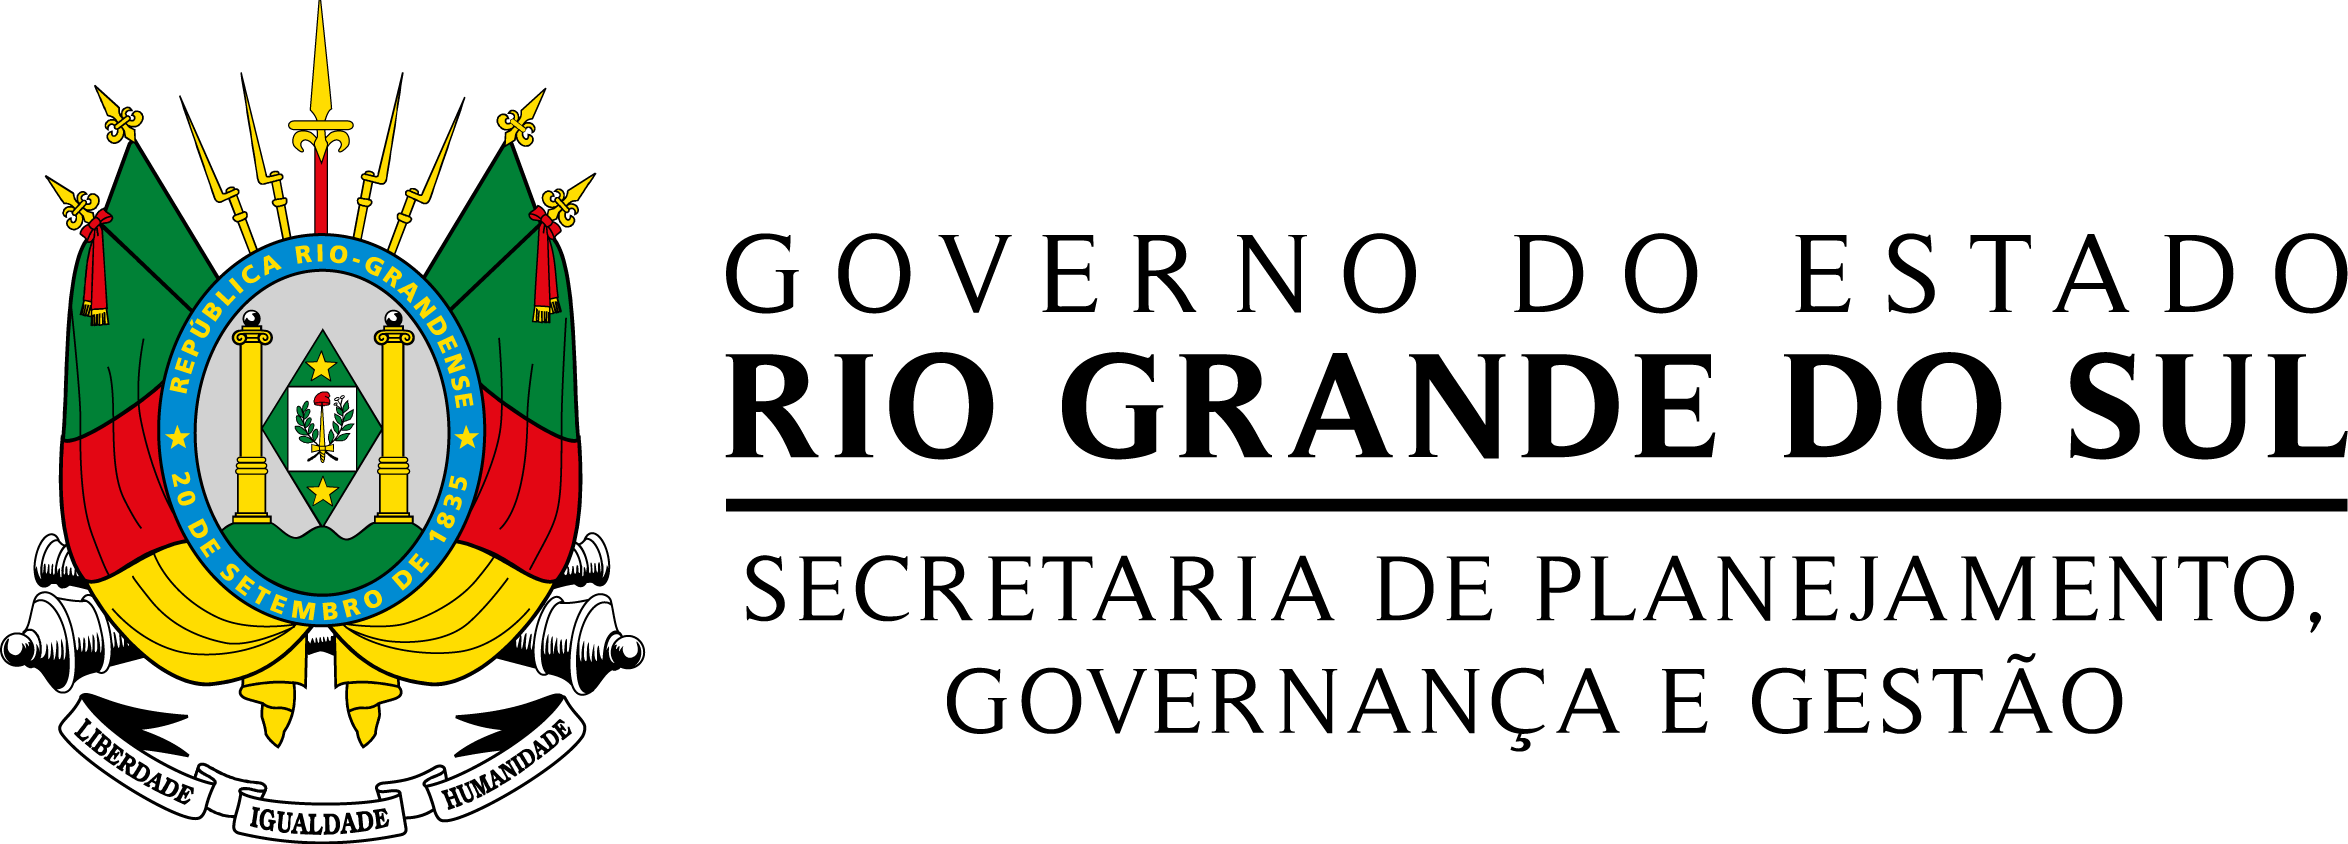 REPÚBLICA RIO-GRANDENSE
20 DE SETEMBRO DE 1835
LIBERDADE
IGUALDADE
HUMANIDADE
GOVERNO DO ESTADO
RIO GRANDE DO SUL
SECRETARIA DE PLANEJAMENTO,
GOVERNANÇA E GESTÃO